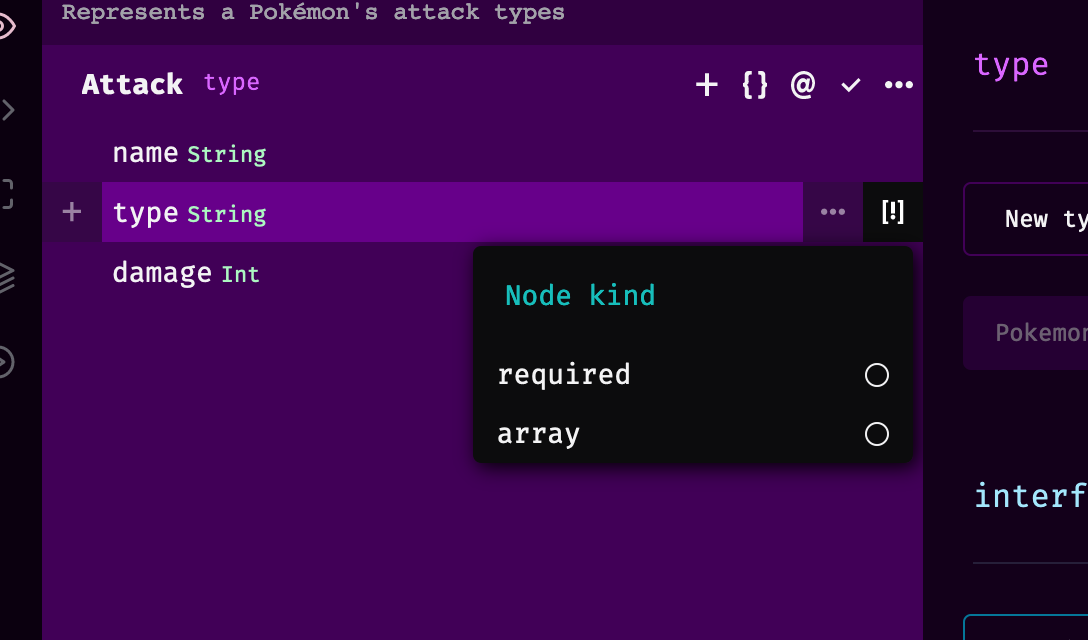 Represents a Pokémon's attack types
Attack type
+ {} @ ✓ •••
name String
+ type String ••• [!]
damage Int
Node kind
required
array
type
New ty
Pokemon
interf